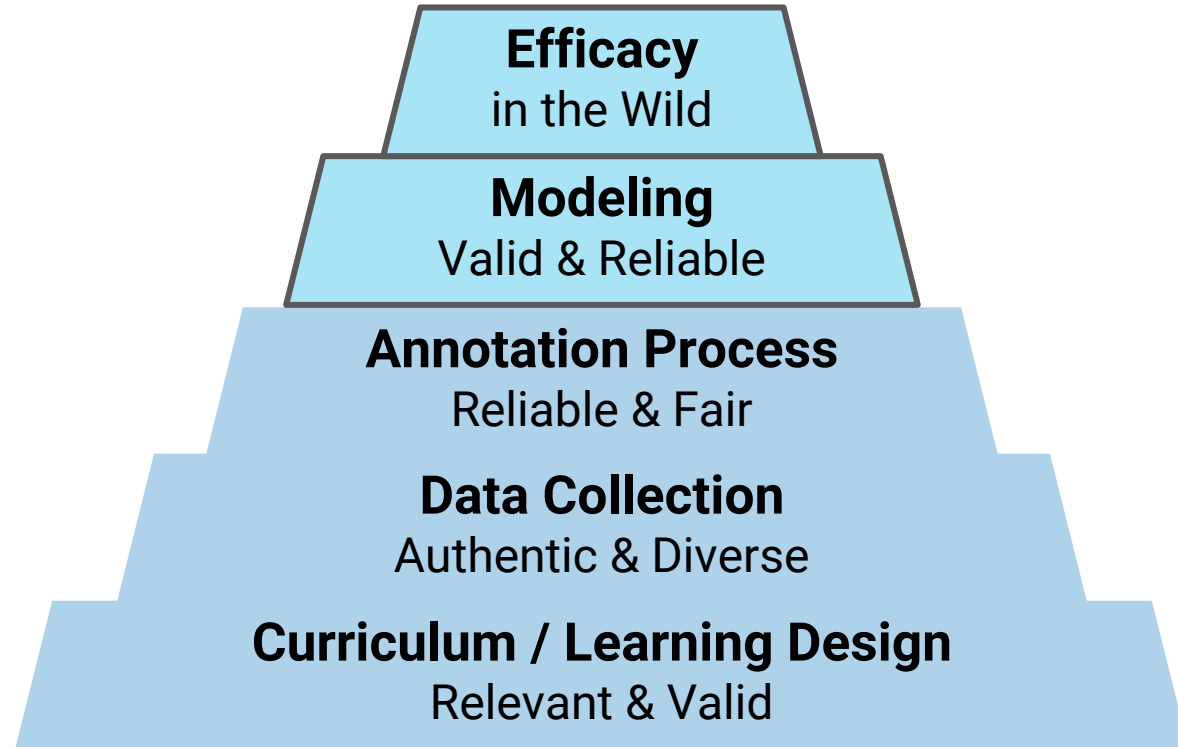 Efficacy
in the Wild
Modeling
Valid & Reliable
Annotation Process
Reliable & Fair
Data Collection
Authentic & Diverse
Curriculum / Learning Design
Relevant & Valid